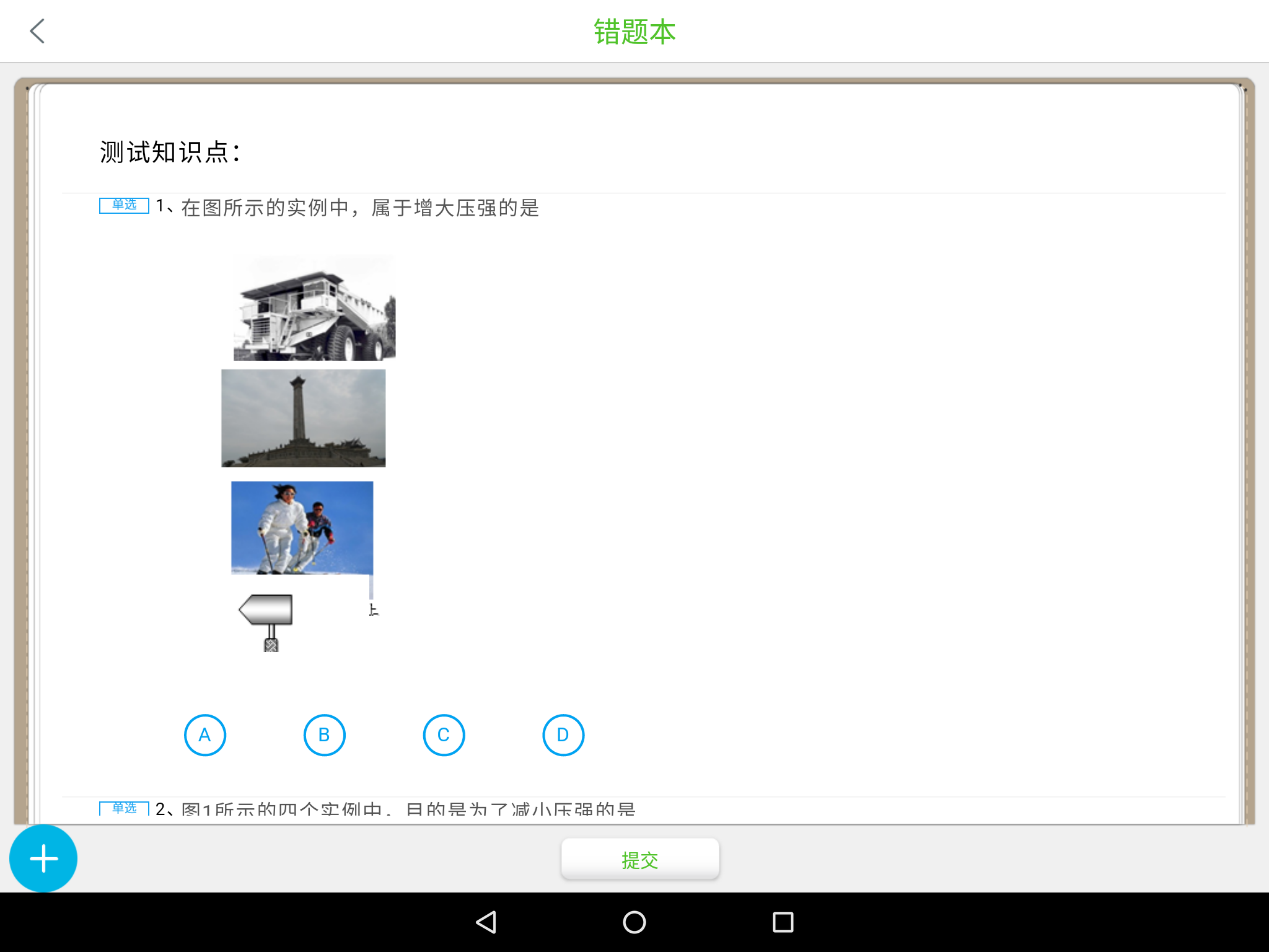 错题本
测试知识点：
单选 1、在图所示的实例中，属于增大压强的是
上
A B C D
单选 2、图1所示的四个实例中，目的是为了减小压强的是
提交